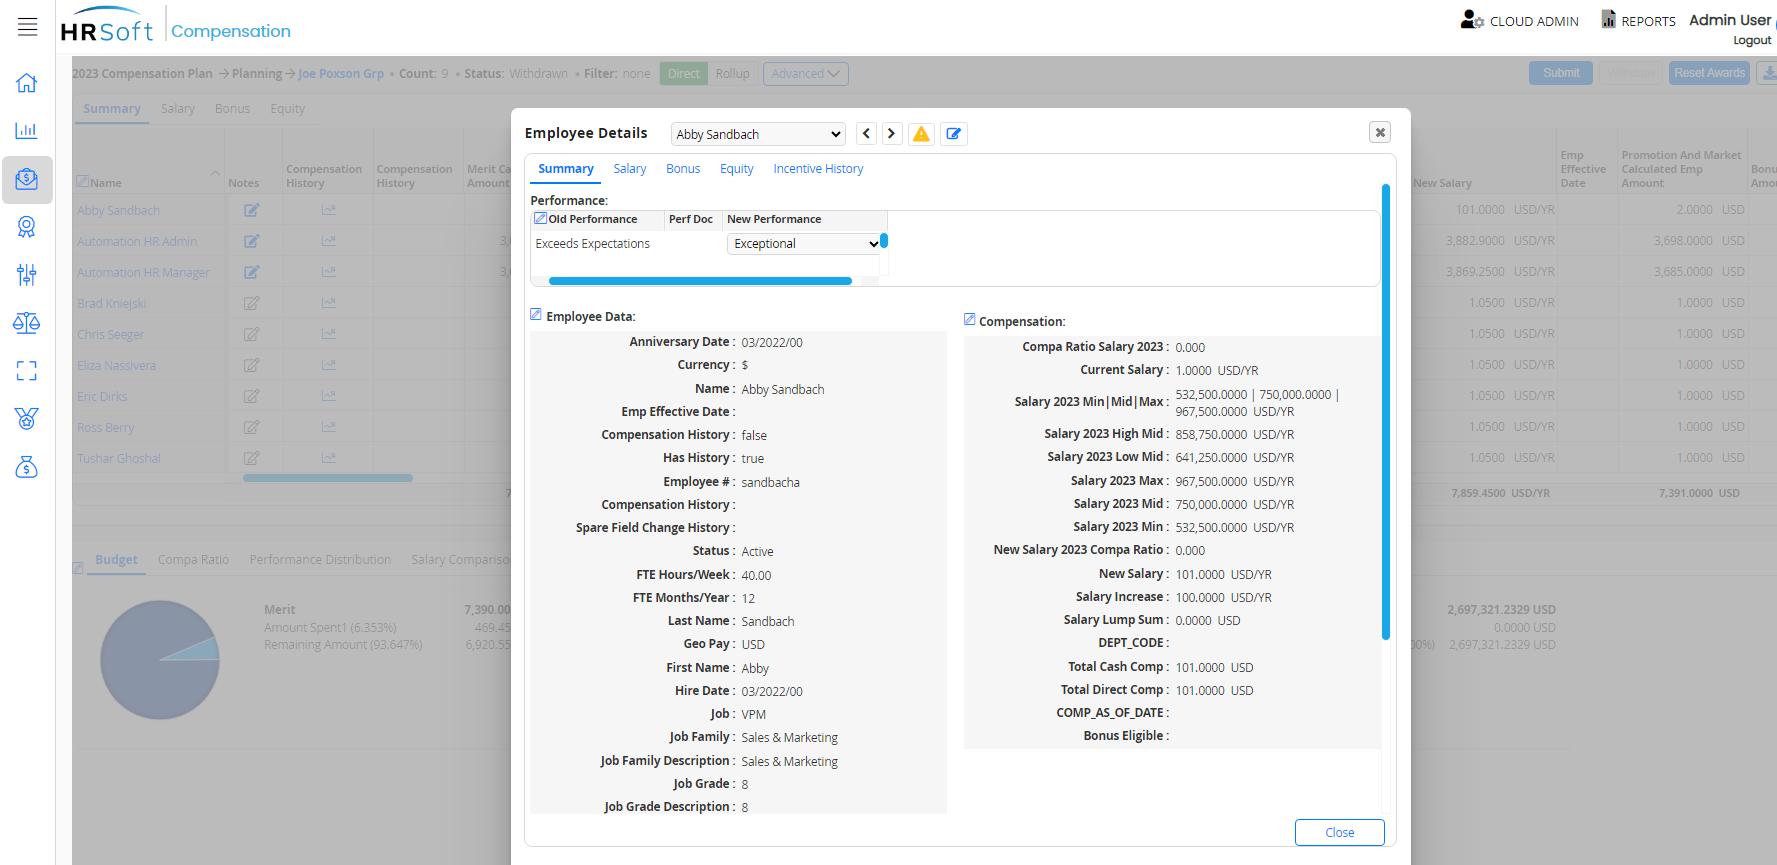 HRSoft Compensation
CLOUD ADMIN REPORTS Admin User
Logout
2023 Compensation Plan → Planning → Joe Poxson Grp • Count: 9 • Status: Withdrawn • Filter: none Direct Rollup Advanced Submit Withdraw Reset Awards
Summary Salary Bonus Equity
Name Notes Compensation History Compensation History Merit Ca Amount New Salary Emp Effective Date Promotion And Market Calculated Emp Amount Bonu Amou
Abby Sandbach 101.0000 USD/YR 2.0000 USD
Automation HR Admin 3, 3,882.9000 USD/YR 3,698.0000 USD
Automation HR Manager 3, 3,869.2500 USD/YR 3,685.0000 USD
Brad Kniejski 1.0500 USD/YR 1.0000 USD
Chris Seeger 1.0500 USD/YR 1.0000 USD
Eliza Nassivera 1.0500 USD/YR 1.0000 USD
Eric Dirks 1.0500 USD/YR 1.0000 USD
Ross Berry 1.0500 USD/YR 1.0000 USD
Tushar Ghoshal 1.0500 USD/YR 1.0000 USD
7 7,859.4500 USD/YR 7,391.0000 USD
Budget Compa Ratio Performance Distribution Salary Compariso
Merit 7,390.00 2,697,321.2329 USD
Amount Spent1 (6.353%) 469.45 0.0000 USD
Remaining Amount (93.647%) 6,920.55 00%) 2,697,321.2329 USD
Employee Details Abby Sandbach
Summary Salary Bonus Equity Incentive History
Performance:
Old Performance Perf Doc New Performance
Exceeds Expectations Exceptional
Employee Data:
Anniversary Date : 03/2022/00
Currency : $
Name : Abby Sandbach
Emp Effective Date :
Compensation History : false
Has History : true
Employee # : sandbacha
Compensation History :
Spare Field Change History :
Status : Active
FTE Hours/Week : 40.00
FTE Months/Year : 12
Last Name : Sandbach
Geo Pay : USD
First Name : Abby
Hire Date : 03/2022/00
Job : VPM
Job Family : Sales & Marketing
Job Family Description : Sales & Marketing
Job Grade : 8
Job Grade Description : 8
Compensation:
Compa Ratio Salary 2023 : 0.000
Current Salary : 1.0000 USD/YR
Salary 2023 Min|Mid|Max : 532,500.0000 | 750,000.0000 |
967,500.0000 USD/YR
Salary 2023 High Mid : 858,750.0000 USD/YR
Salary 2023 Low Mid : 641,250.0000 USD/YR
Salary 2023 Max : 967,500.0000 USD/YR
Salary 2023 Mid : 750,000.0000 USD/YR
Salary 2023 Min : 532,500.0000 USD/YR
New Salary 2023 Compa Ratio : 0.000
New Salary : 101.0000 USD/YR
Salary Increase : 100.0000 USD/YR
Salary Lump Sum : 0.0000 USD
DEPT_CODE :
Total Cash Comp : 101.0000 USD
Total Direct Comp : 101.0000 USD
COMP_AS_OF_DATE :
Bonus Eligible :
Close